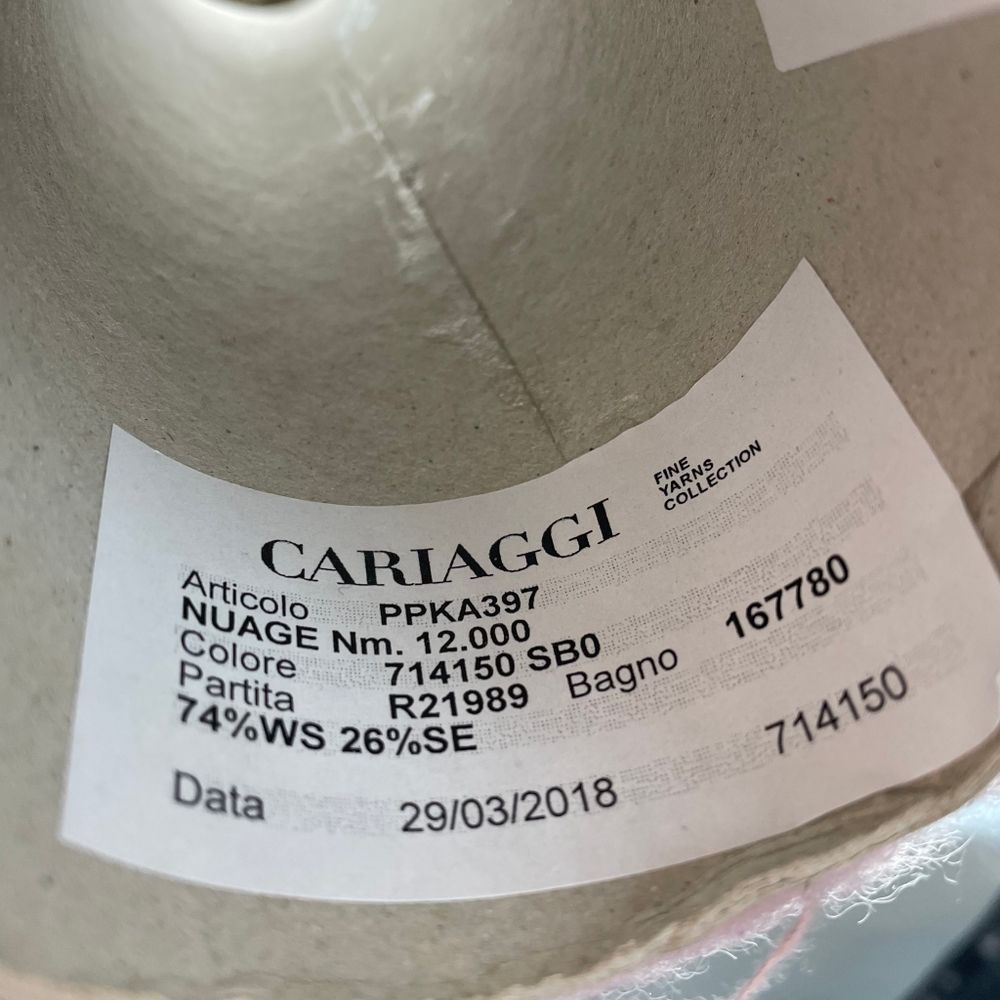 CARIAGGI
FINE
YARNS
COLLECTION
Articolo PPKA397
NUAGE Nm. 12.000
Colore 714150 SB0
Partita R21989 Bagno 167780
74%WS 26%SE
714150
Data 29/03/2018